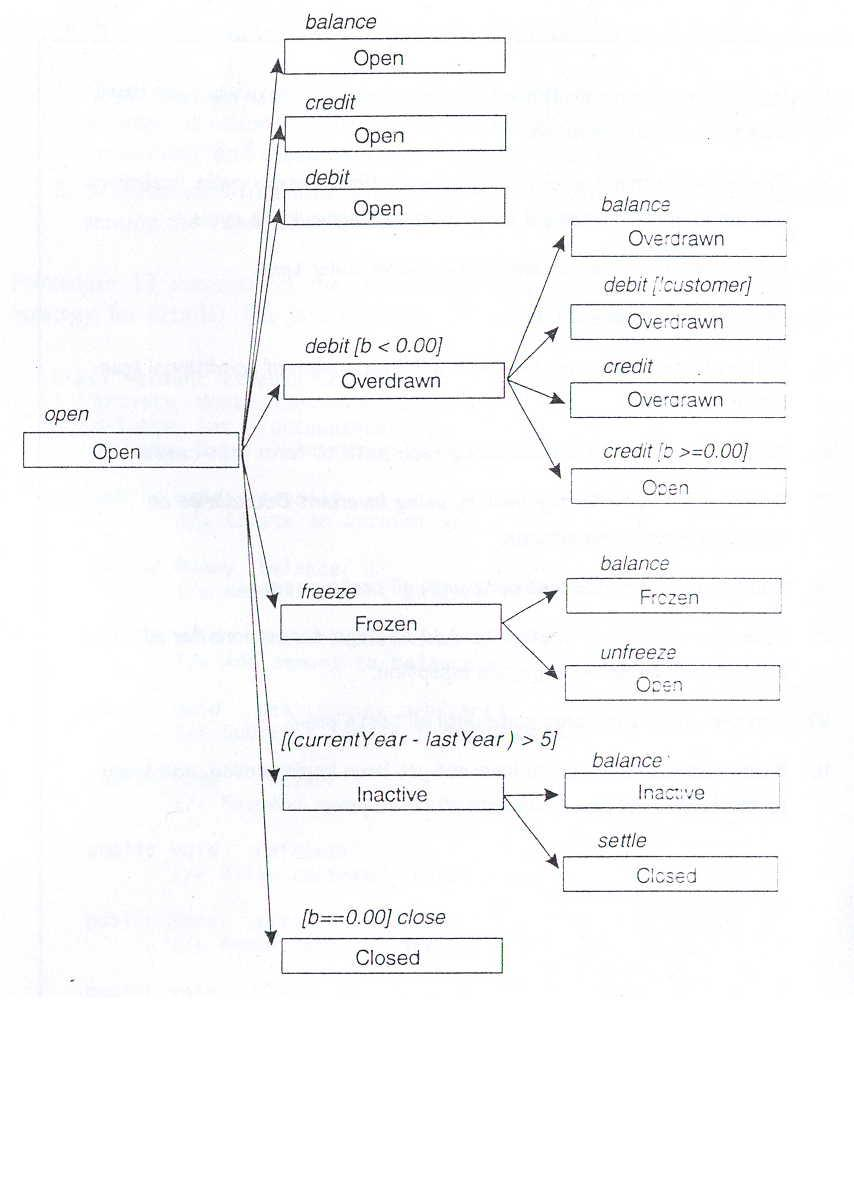 balance
Open
credit
Open
debit
Open
balance
Overdrawn
debit ['customer]
Overdrawn
debit [b < 0.00]
Overdrawn
credit
Overdrawn
open
Open
credit [b >=0.00]
Open
balance
Frozen
freeze
Frozen
unfreeze
Open
[(currentYear - lastYear) > 5]
Inactive
balance
Inactive
settle
Closed
[b==0.00] close
Closed